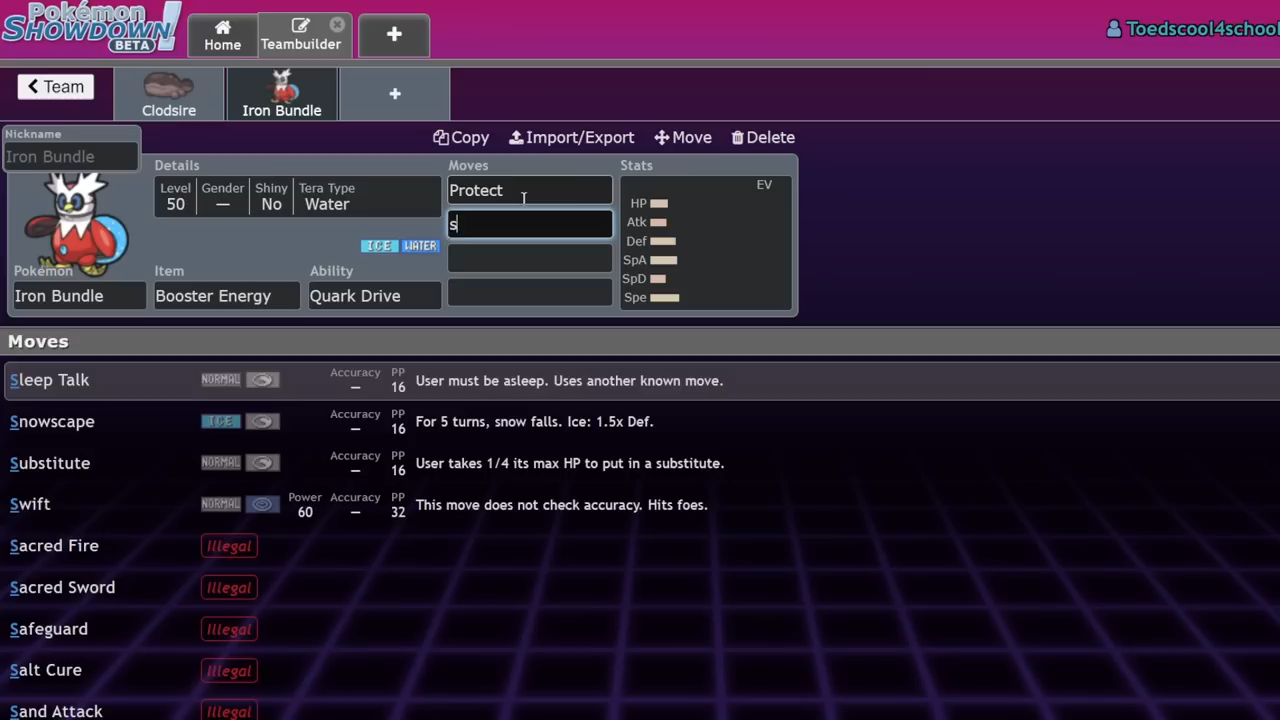 Pokémon
SHOWDOWN!
BETA
Home
Teambuilder
+
Toedscool4school
Team
Clodsire
Iron Bundle
+
Copy
Import/Export
Move
Delete
Nickname
Iron Bundle
Details
Level
50
Gender
—
Shiny
No
Tera Type
Water
ICE
WATER
Pokémon
Iron Bundle
Item
Booster Energy
Ability
Quark Drive
Moves
Protect
s
Stats
EV
HP
Atk
Def
SpA
SpD
Spe
Moves
Sleep Talk NORMAL Accuracy — PP 16 User must be asleep. Uses another known move.
Snowscape ICE Accuracy — PP 16 For 5 turns, snow falls. Ice: 1.5x Def.
Substitute NORMAL Accuracy — PP 16 User takes 1/4 its max HP to put in a substitute.
Swift NORMAL Power 60 Accuracy — PP 32 This move does not check accuracy. Hits foes.
Sacred Fire Illegal
Sacred Sword Illegal
Safeguard Illegal
Salt Cure Illegal
Sand Attack Illegal